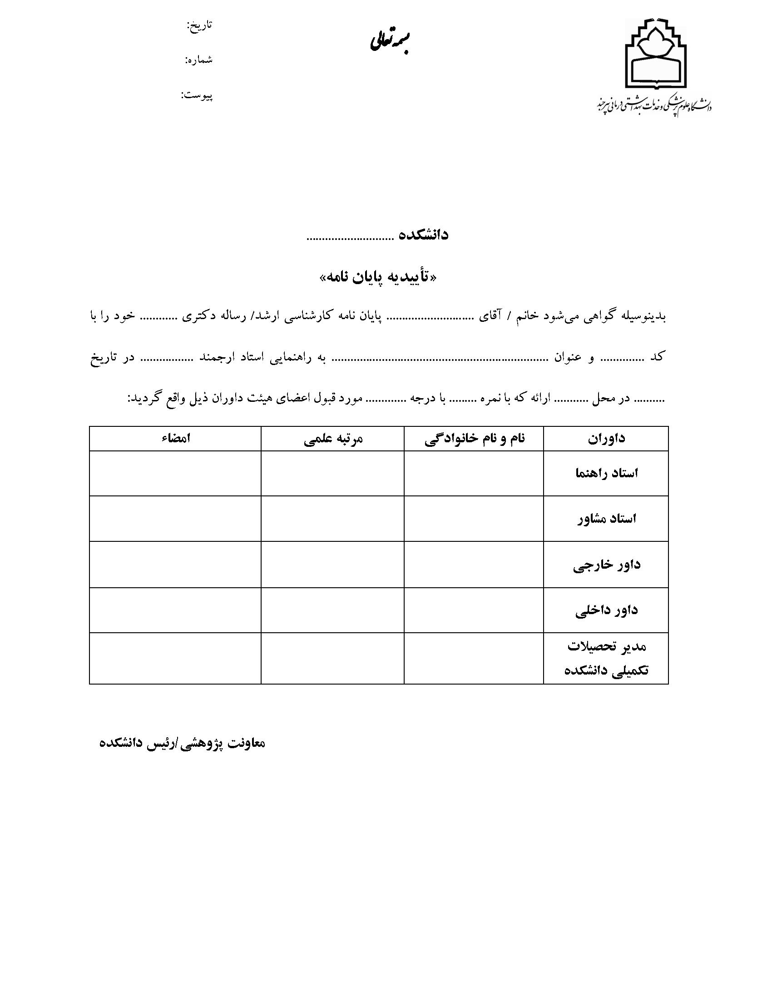 بسمه تعالی
تاریخ:
شماره:
پیوست:
دانشگاه علوم پزشکی و خدمات بهداشتی درمانی بیرجند
دانشکده ............................
«تأییدیه پایان نامه»
بدینوسیله گواهی می‌شود خانم / آقای ............................ پایان نامه کارشناسی ارشد/ رساله دکتری ............ خود را با
کد .............. و عنوان ..................................................................... به راهنمایی استاد ارجمند ................. در تاریخ
.......... در محل ........... ارائه که با نمره ......... با درجه ............. مورد قبول اعضای هیئت داوران ذیل واقع گردید:
داوران نام و نام خانوادگی مرتبه علمی امضاء
استاد راهنما
استاد مشاور
داور خارجی
داور داخلی
مدیر تحصیلات
تکمیلی دانشکده
معاونت پژوهشی/رئیس دانشکده